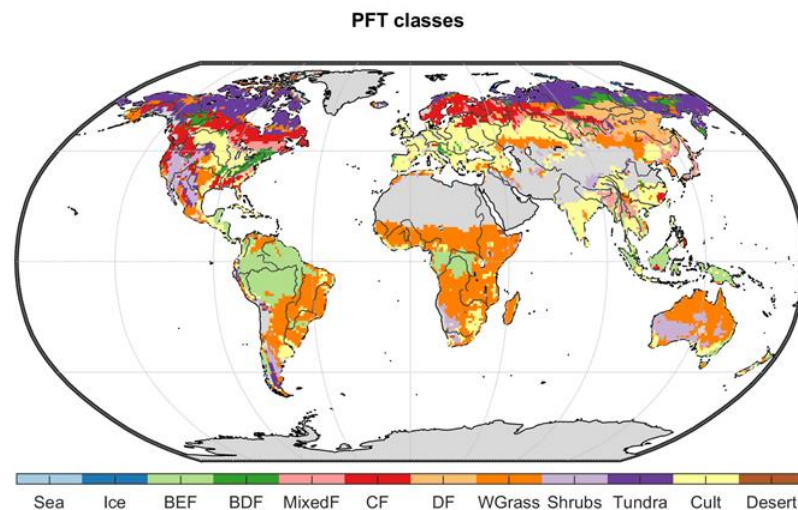 PFT classes
Sea Ice BEF BDF MixedF CF DF WGrass Shrubs Tundra Cult Desert